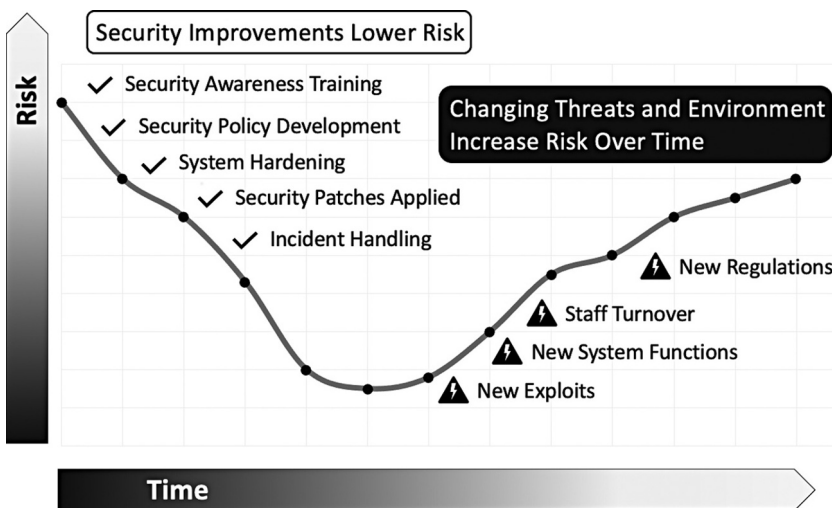 Security Improvements Lower Risk
Risk
Security Awareness Training
Security Policy Development
System Hardening
Security Patches Applied
Incident Handling
Changing Threats and Environment
Increase Risk Over Time
New Regulations
Staff Turnover
New System Functions
New Exploits
Time